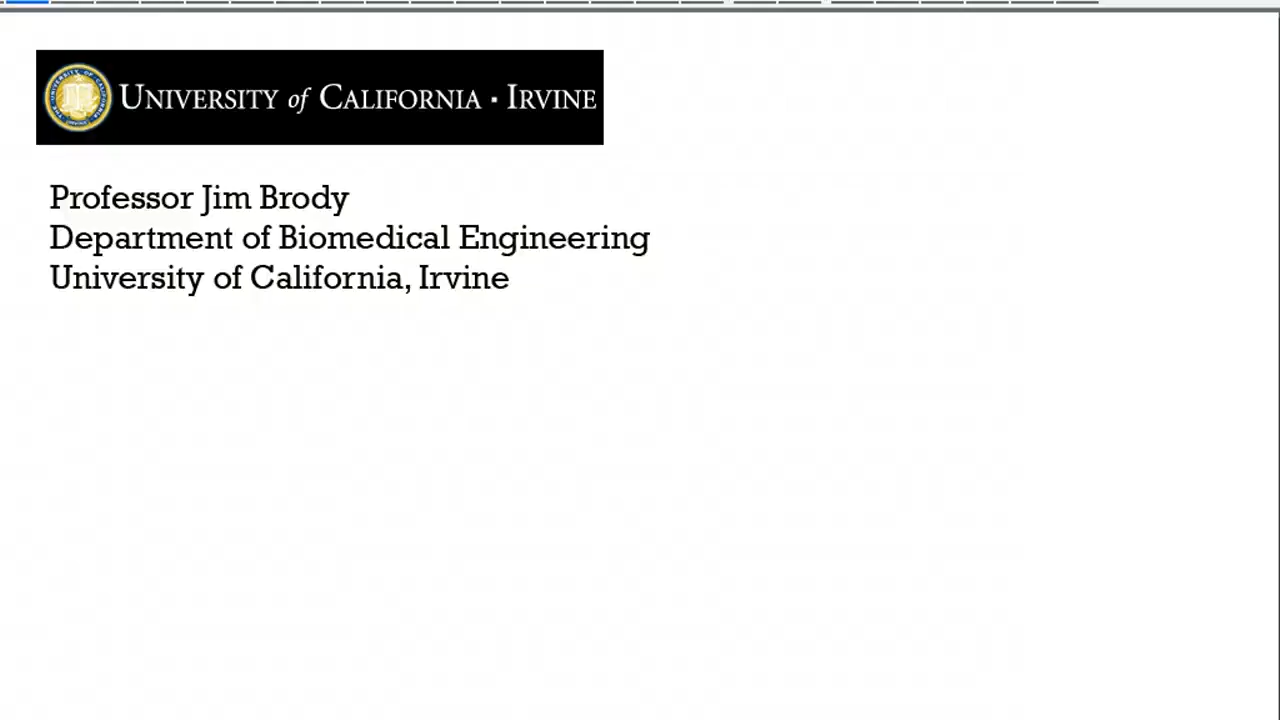 UNIVERSITY of CALIFORNIA · IRVINE
Professor Jim Brody
Department of Biomedical Engineering
University of California, Irvine